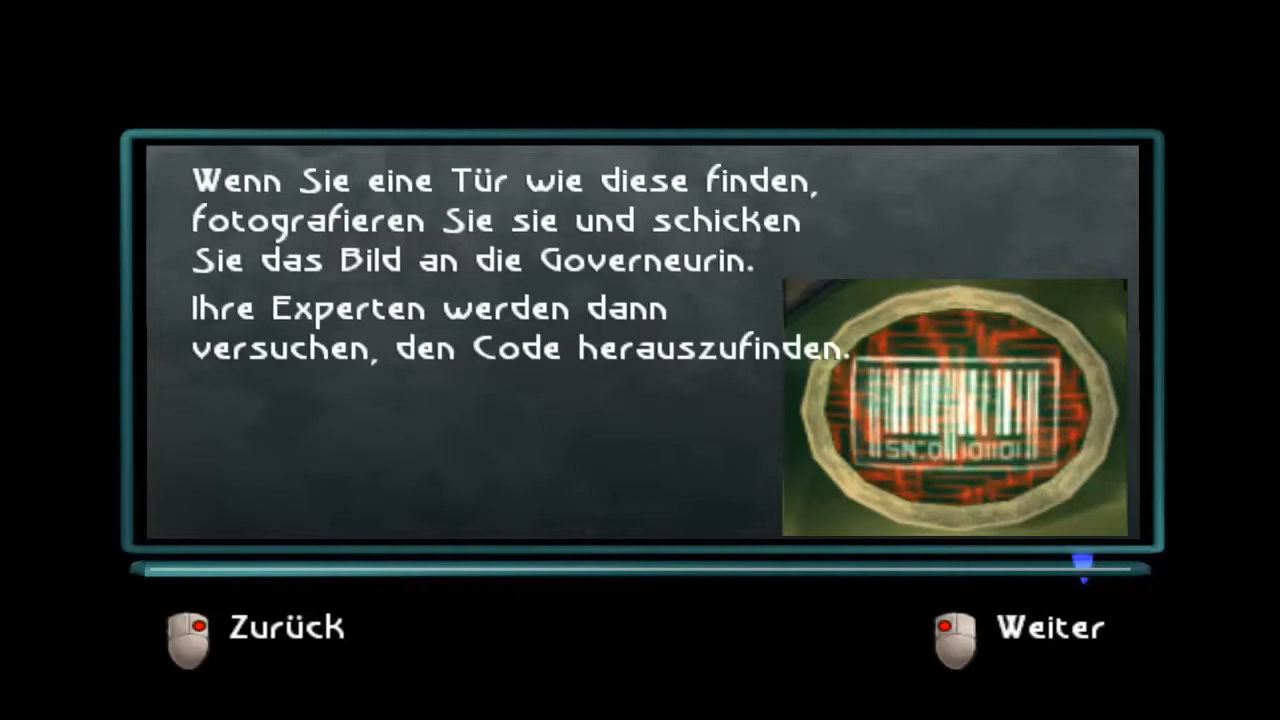 Wenn Sie eine Tür wie diese finden,
fotografieren Sie sie und schicken
Sie das Bild an die Governeurin.
Ihre Experten werden dann
versuchen, den Code herauszufinden.
Zurück
Weiter